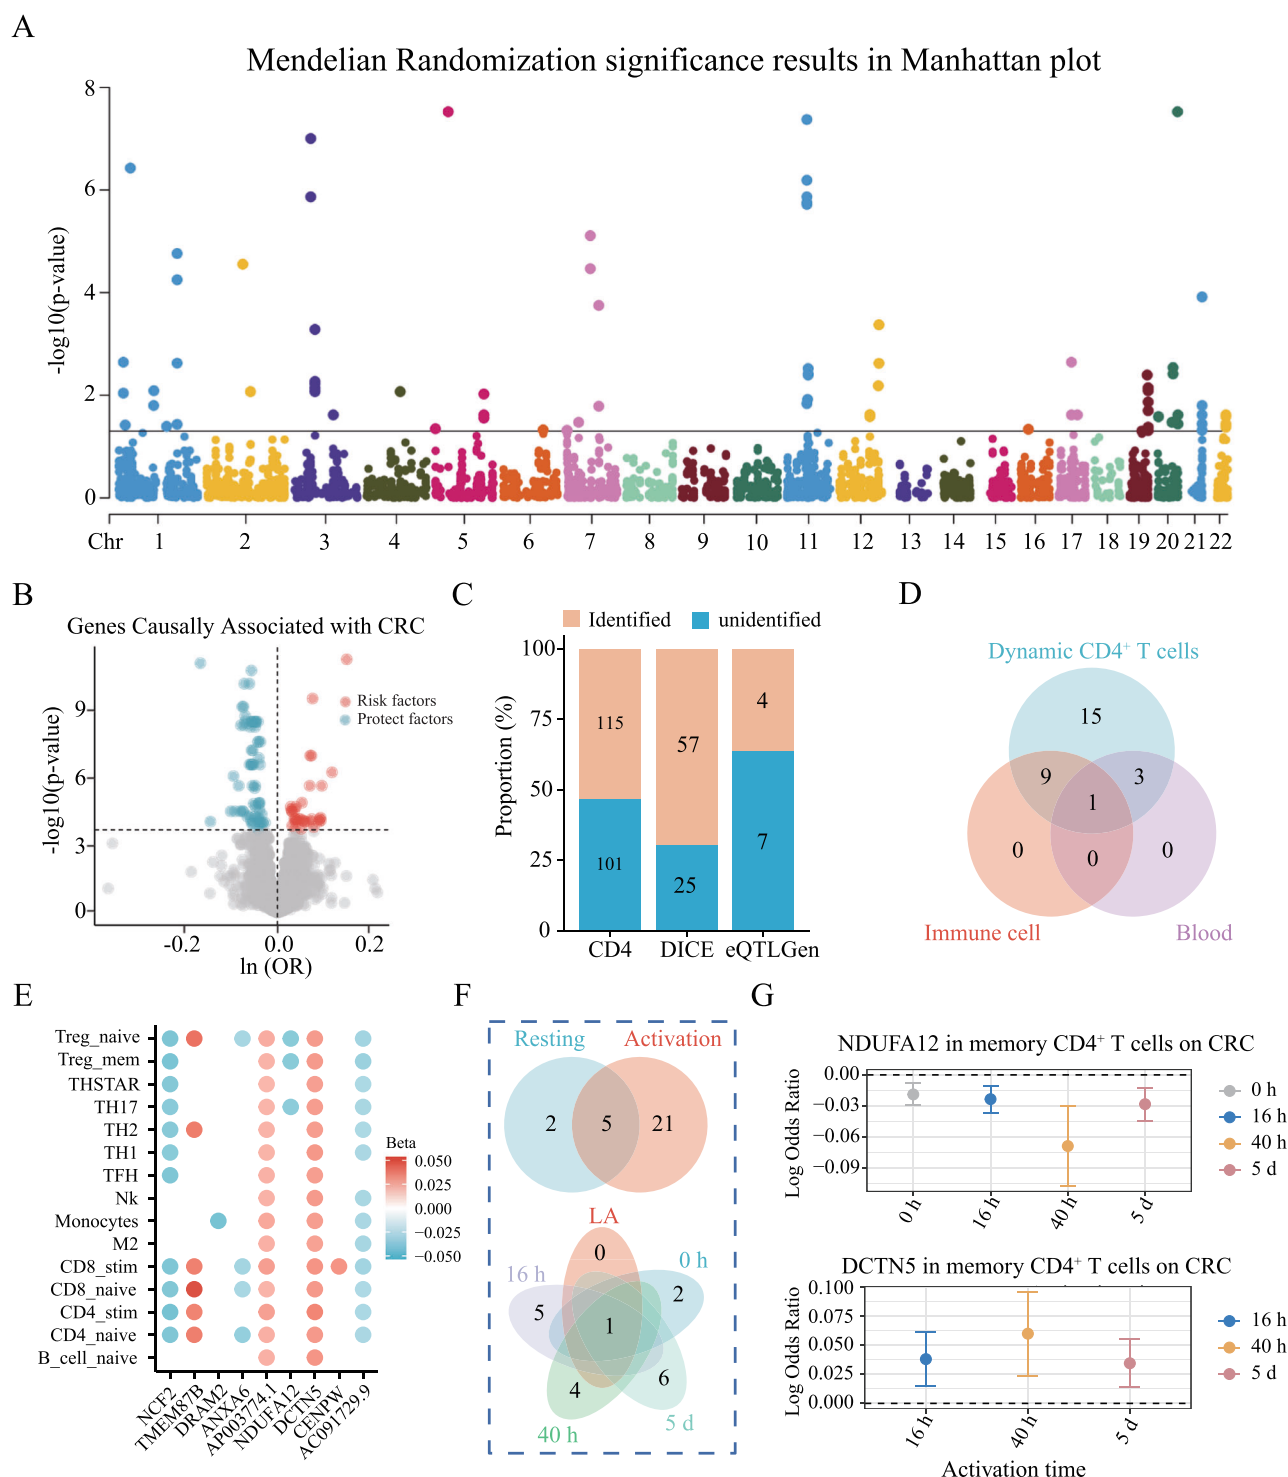 A
Mendelian Randomization significance results in Manhattan plot
-log10(p-value)
8
6
4
2
0
Chr 1 2 3 4 5 6 7 8 9 10 11 12 13 14 15 16 17 18 19 20 21 22
B
Genes Causally Associated with CRC
Risk factors
Protect factors
-log10(p-value)
9
6
3
0
-0.2 0.0 0.2
ln (OR)
C
Identified unidentified
Proportion (%)
100
75
50
25
0
115 57 4
101 25 7
CD4 DICE eQTLGen
D
Dynamic CD4+ T cells
15
9 1 3
0 0 0
Immune cell Blood
E
Treg_naive
Treg_mem
THSTAR
TH17
TH2
TH1
TFH
Nk
Monocytes
M2
CD8_stim
CD8_naive
CD4_stim
CD4_naive
B_cell_naive
NCF2
TMEM87B
DRAM2
ANXA6
AP003774.1
NDUFA12
DCTN5
CENPW
AC091729.9
Beta
0.050
0.025
0.000
−0.025
−0.050
F
Resting Activation
2 5 21
LA
0
16 h 0 h
5 1 2
4 6
40 h 5 d
G
NDUFA12 in memory CD4+ T cells on CRC
Log Odds Ratio
0.00
−0.03
−0.06
−0.09
0 h 16 h 40 h 5 d
0 h
16 h
40 h
5 d
DCTN5 in memory CD4+ T cells on CRC
Log Odds Ratio
0.100
0.075
0.050
0.025
0.000
16 h 40 h 5 d
16 h
40 h
5 d
Activation time